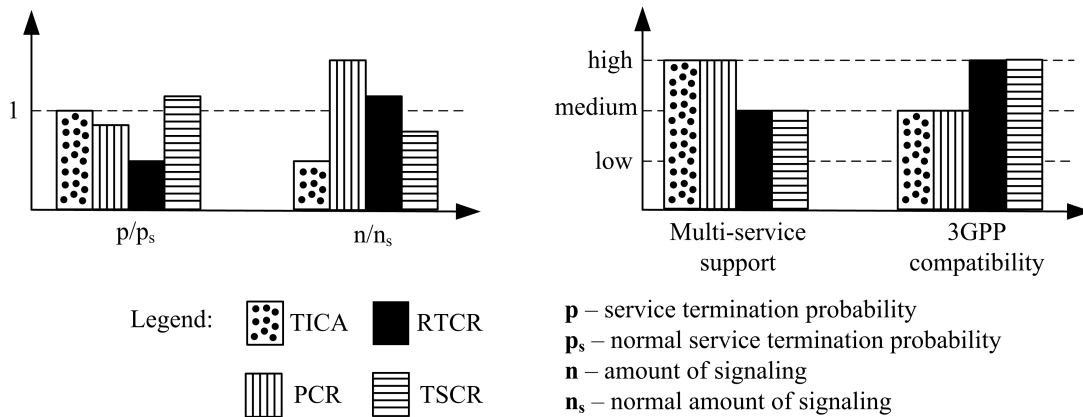 1
p/pₛ
n/nₛ
high
medium
low
Multi-service
support
3GPP
compatibility
Legend:
TICA
RTCR
PCR
TSCR
p – service termination probability
pₛ – normal service termination probability
n – amount of signaling
nₛ – normal amount of signaling